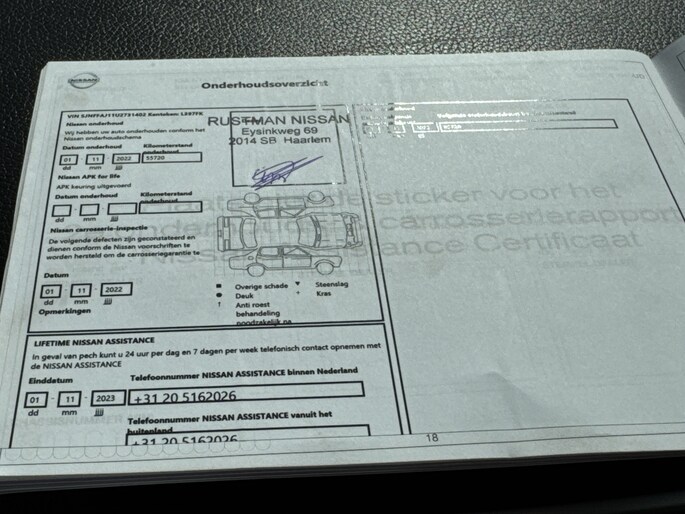 NISSAN
Onderhoudsoverzicht
VIN SJNFFAJ11U2731402 Kenteken: L597FK
Nissan onderhoud
Wij hebben uw auto onderhouden conform het
Nissan onderhoudschema
Datum onderhoud
Kilometerstand
onderhoud
01 - 11 - 2022
53720
dd mm jjjj
RUSTMAN NISSAN
Eysinkweg 69
2014 SB Haarlem
Nissan APK for life
APK keuring uitgevoerd
Datum onderhoud
Kilometerstand
onderhoud
dd mm jjjj
Nissan carrosserie-inspectie
De volgende defecten zijn geconstateerd en
dienen conform de Nissan voorschriften te
worden hersteld om de carrosseriegarantie te
Datum
01 - 11 - 2022
dd mm jjjj
Opmerkingen
Overige schade
Deuk
Anti roest
behandeling
noodzakelijk na
Steenslag
Kras
LIFETIME NISSAN ASSISTANCE
In geval van pech kunt u 24 uur per dag en 7 dagen per week telefonisch contact opnemen met
de NISSAN ASSISTANCE
Einddatum
01 - 11 - 2023
dd mm jjjj
Telefoonnummer NISSAN ASSISTANCE binnen Nederland
+31 20 5162026
Telefoonnummer NISSAN ASSISTANCE vanuit het
buitenland
+31 20 5162026
sticker voor het
carrosserierapport
Certificaat
18